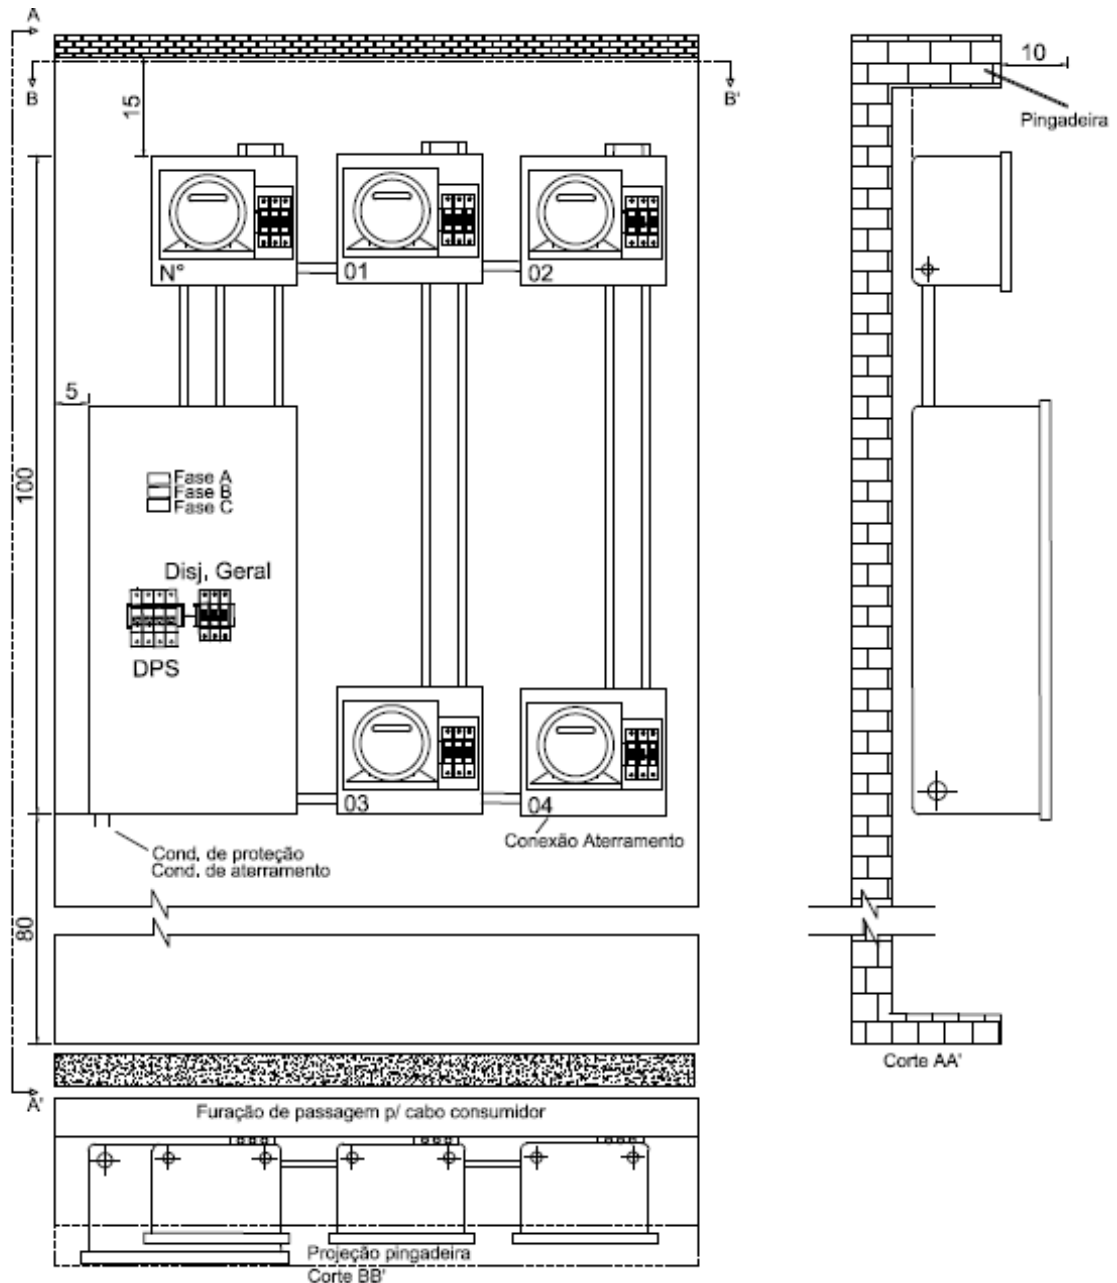 A
B
B'
15
10
Pingadeira
N°
01
02
5
100
Fase A
Fase B
Fase C
Disj. Geral
DPS
03
04
Conexão Aterramento
Cond. de proteção
Cond. de aterramento
80
Corte AA'
A'
Furação de passagem p/ cabo consumidor
Projeção pingadeira
Corte BB'